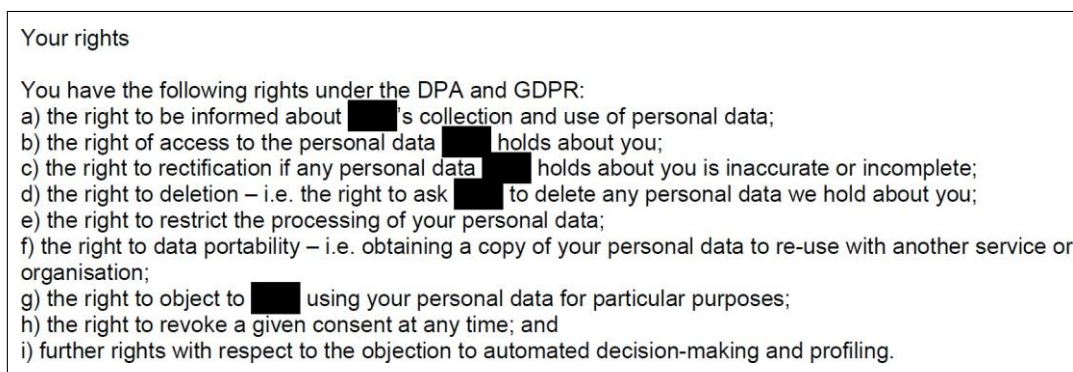 Your rights
You have the following rights under the DPA and GDPR:
a) the right to be informed about 's collection and use of personal data;
b) the right of access to the personal data holds about you;
c) the right to rectification if any personal data holds about you is inaccurate or incomplete;
d) the right to deletion – i.e. the right to ask to delete any personal data we hold about you;
e) the right to restrict the processing of your personal data;
f) the right to data portability – i.e. obtaining a copy of your personal data to re-use with another service or
organisation;
g) the right to object to using your personal data for particular purposes;
h) the right to revoke a given consent at any time; and
i) further rights with respect to the objection to automated decision-making and profiling.